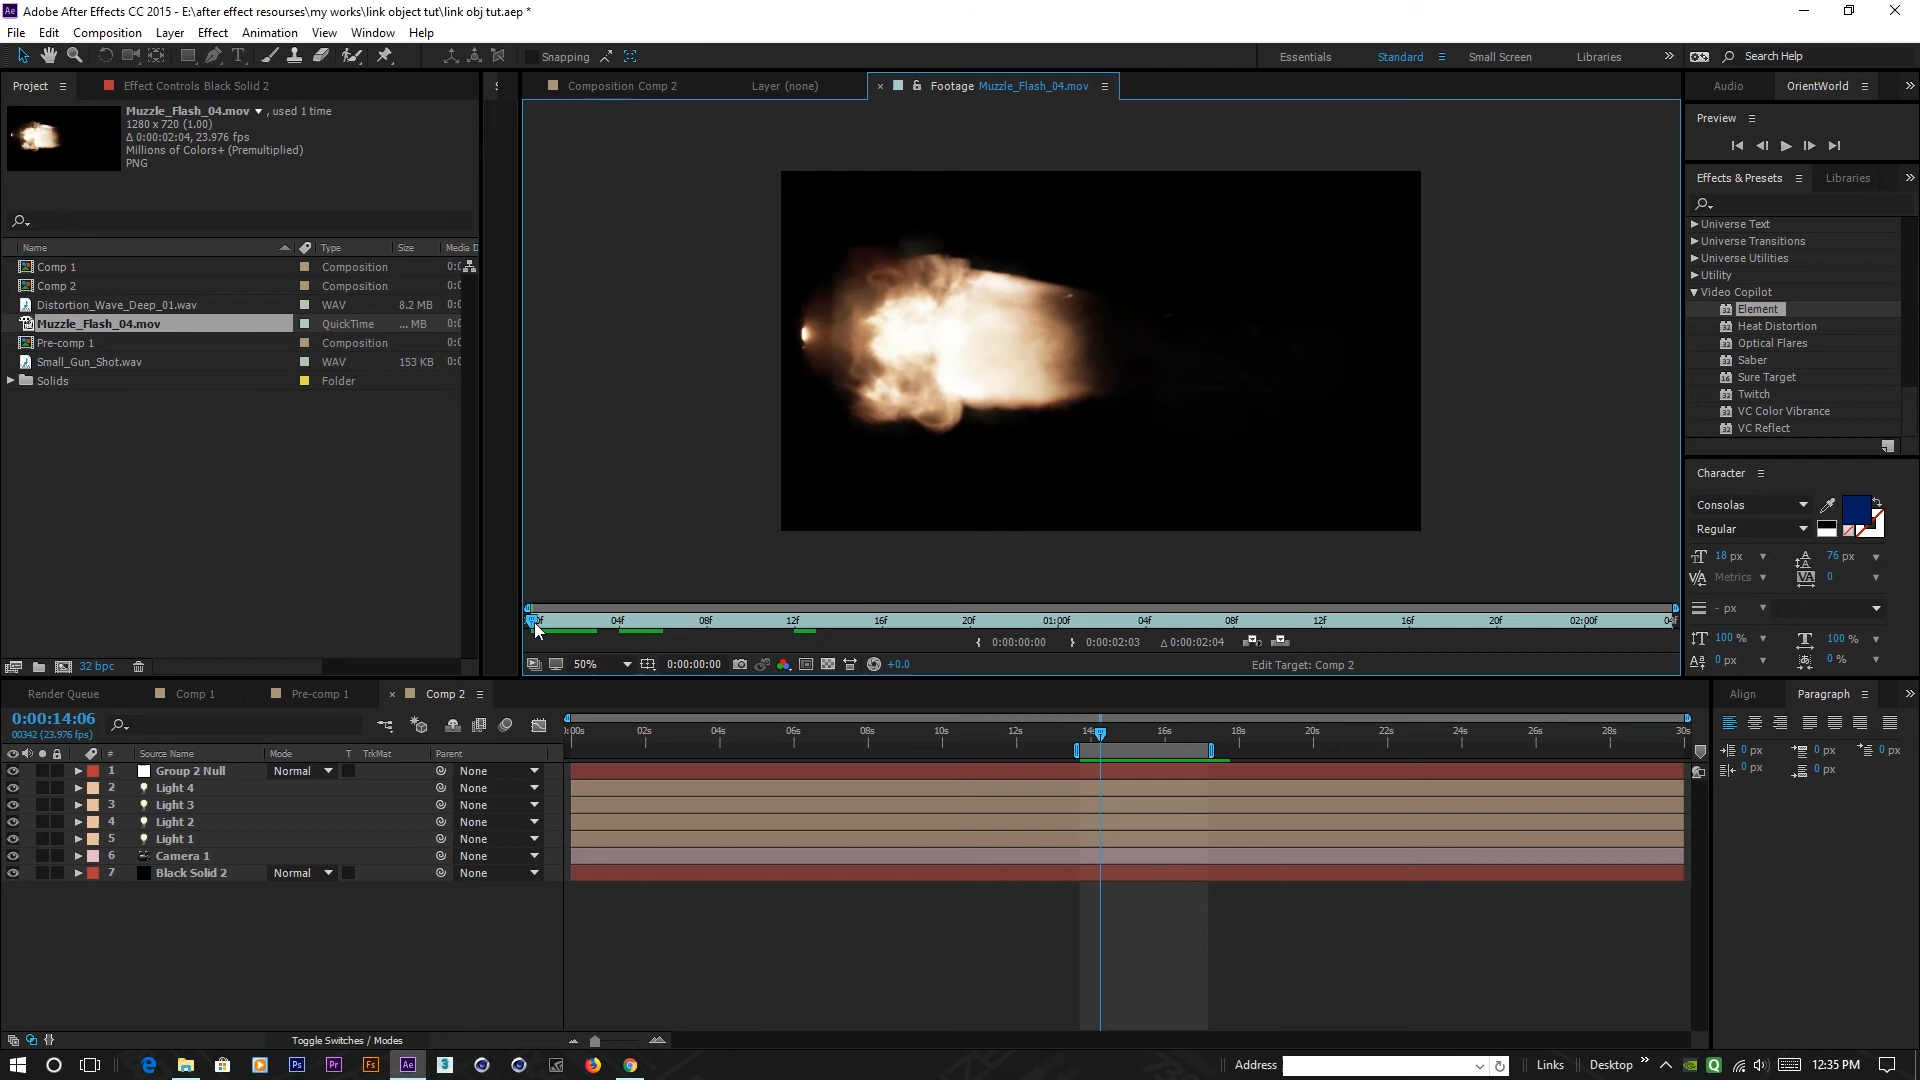 Adobe After Effects CC 2015 - E:\after effect resourses\my works\link object tut\link obj tut.aep *
File Edit Composition Layer Effect Animation View Window Help
Snapping
Essentials Standard Small Screen Libraries Search Help
Project Effect Controls Black Solid 2
Composition Comp 2 Layer (none) Footage Muzzle_Flash_04.mov
Audio OrientWorld
Muzzle_Flash_04.mov , used 1 time
1280 x 720 (1.00)
Δ 0:00:02:04, 23.976 fps
Millions of Colors+ (Premultiplied)
PNG
Preview
Effects & Presets Libraries
Name Type Size Media D
Comp 1 Composition
Comp 2 Composition
Distortion_Wave_Deep_01.wav WAV 8.2 MB
Muzzle_Flash_04.mov QuickTime ... MB
Pre-comp 1 Composition
Small_Gun_Shot.wav WAV 153 KB
Solids Folder
Universe Text
Universe Transitions
Universe Utilities
Utility
Video Copilot
Element
Heat Distortion
Optical Flares
Saber
Sure Target
Twitch
VC Color Vibrance
VC Reflect
Character
Consolas
Regular
18 px 76 px
Metrics 0
- px
100 % 100 %
0 px 0 %
04f 08f 12f 16f 20f 01:00f 04f 08f 12f 16f 20f 02:00f 04f
{ 0:00:00:00 } 0:00:02:03 Δ 0:00:02:04
50% 0:00:00:00 +0.0 Edit Target: Comp 2
32 bpc
Render Queue Comp 1 Pre-comp 1 Comp 2
Align Paragraph
0:00:14:06
00342 (23.976 fps)
:00s 02s 04s 06s 08s 10s 12s 14s 16s 18s 20s 22s 24s 26s 28s 30s
# Source Name Mode T TrkMat Parent
1 Group 2 Null Normal None
2 Light 4 None
3 Light 3 None
4 Light 2 None
5 Light 1 None
6 Camera 1 None
7 Black Solid 2 Normal None
0 px 0 px 0 px
0 px 0 px
Toggle Switches / Modes
Address Links Desktop 12:35 PM